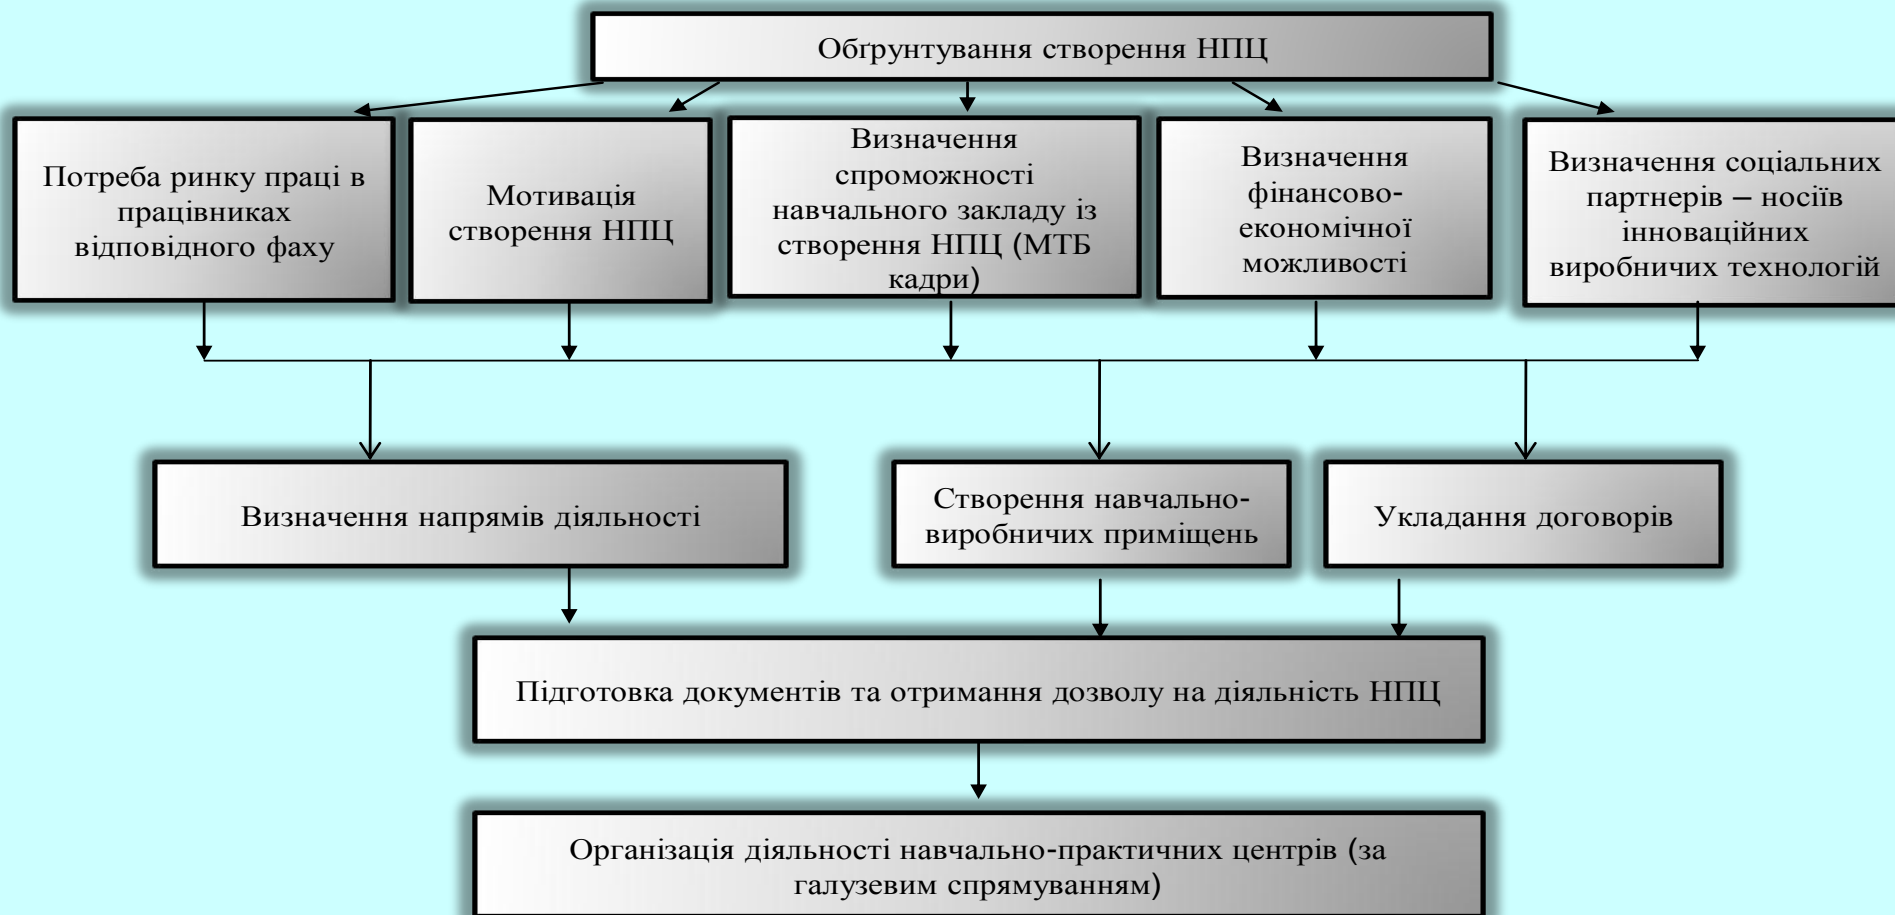 Обґрунтування створення НПЦ
Потреба ринку праці в
працівниках
відповідного фаху
Мотивація
створення НПЦ
Визначення
спроможності
навчального закладу із
створення НПЦ (МТБ
кадри)
Визначення
фінансово-
економічної
можливості
Визначення соціальних
партнерів – носіїв
інноваційних
виробничих технологій
Визначення напрямів діяльності
Створення навчально-
виробничих приміщень
Укладання договорів
Підготовка документів та отримання дозволу на діяльність НПЦ
Організація діяльності навчально-практичних центрів (за
галузевим спрямуванням)